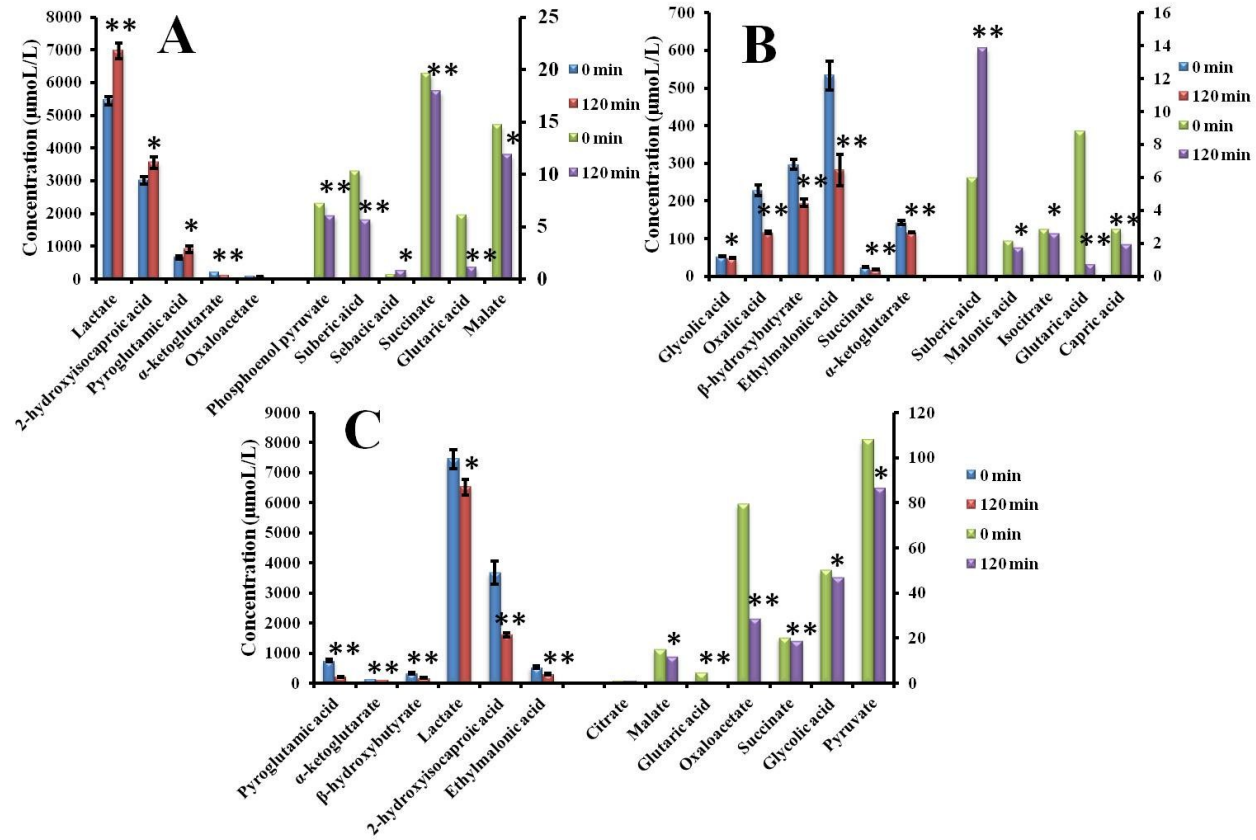 A
Concentration (µmoL/L)
8000
7000
6000
5000
4000
3000
2000
1000
0
25
20
15
10
5
0
** * * ** ** ** * ** ** *
0 min
120 min
0 min
120 min
Lactate
2-hydroxyisocaproic acid
Pyroglutamic acid
α-ketoglutarate
Oxaloacetate
Phosphoenol pyruvate
Suberic aicd
Sebacic acid
Succinate
Glutaric acid
Malate
B
700
600
500
400
300
200
100
0
Concentration (µmoL/L)
16
14
12
10
8
6
4
2
0
* ** ** ** ** ** ** * * ** **
0 min
120 min
0 min
120 min
Glycolic acid
Oxalic acid
β-hydroxybutyrate
Ethylmalonic acid
Succinate
α-ketoglutarate
Suberic aicd
Malonic acid
Isocitrate
Glutaric acid
Capric acid
C
9000
8000
7000
6000
5000
4000
3000
2000
1000
0
Concentration (µmoL/L)
120
100
80
60
40
20
0
** ** ** * ** ** * ** ** ** * *
0 min
120 min
0 min
120 min
Pyroglutamic acid
α-ketoglutarate
β-hydroxybutyrate
Lactate
2-hydroxyisocaproic acid
Ethylmalonic acid
Citrate
Malate
Glutaric acid
Oxaloacetate
Succinate
Glycolic acid
Pyruvate